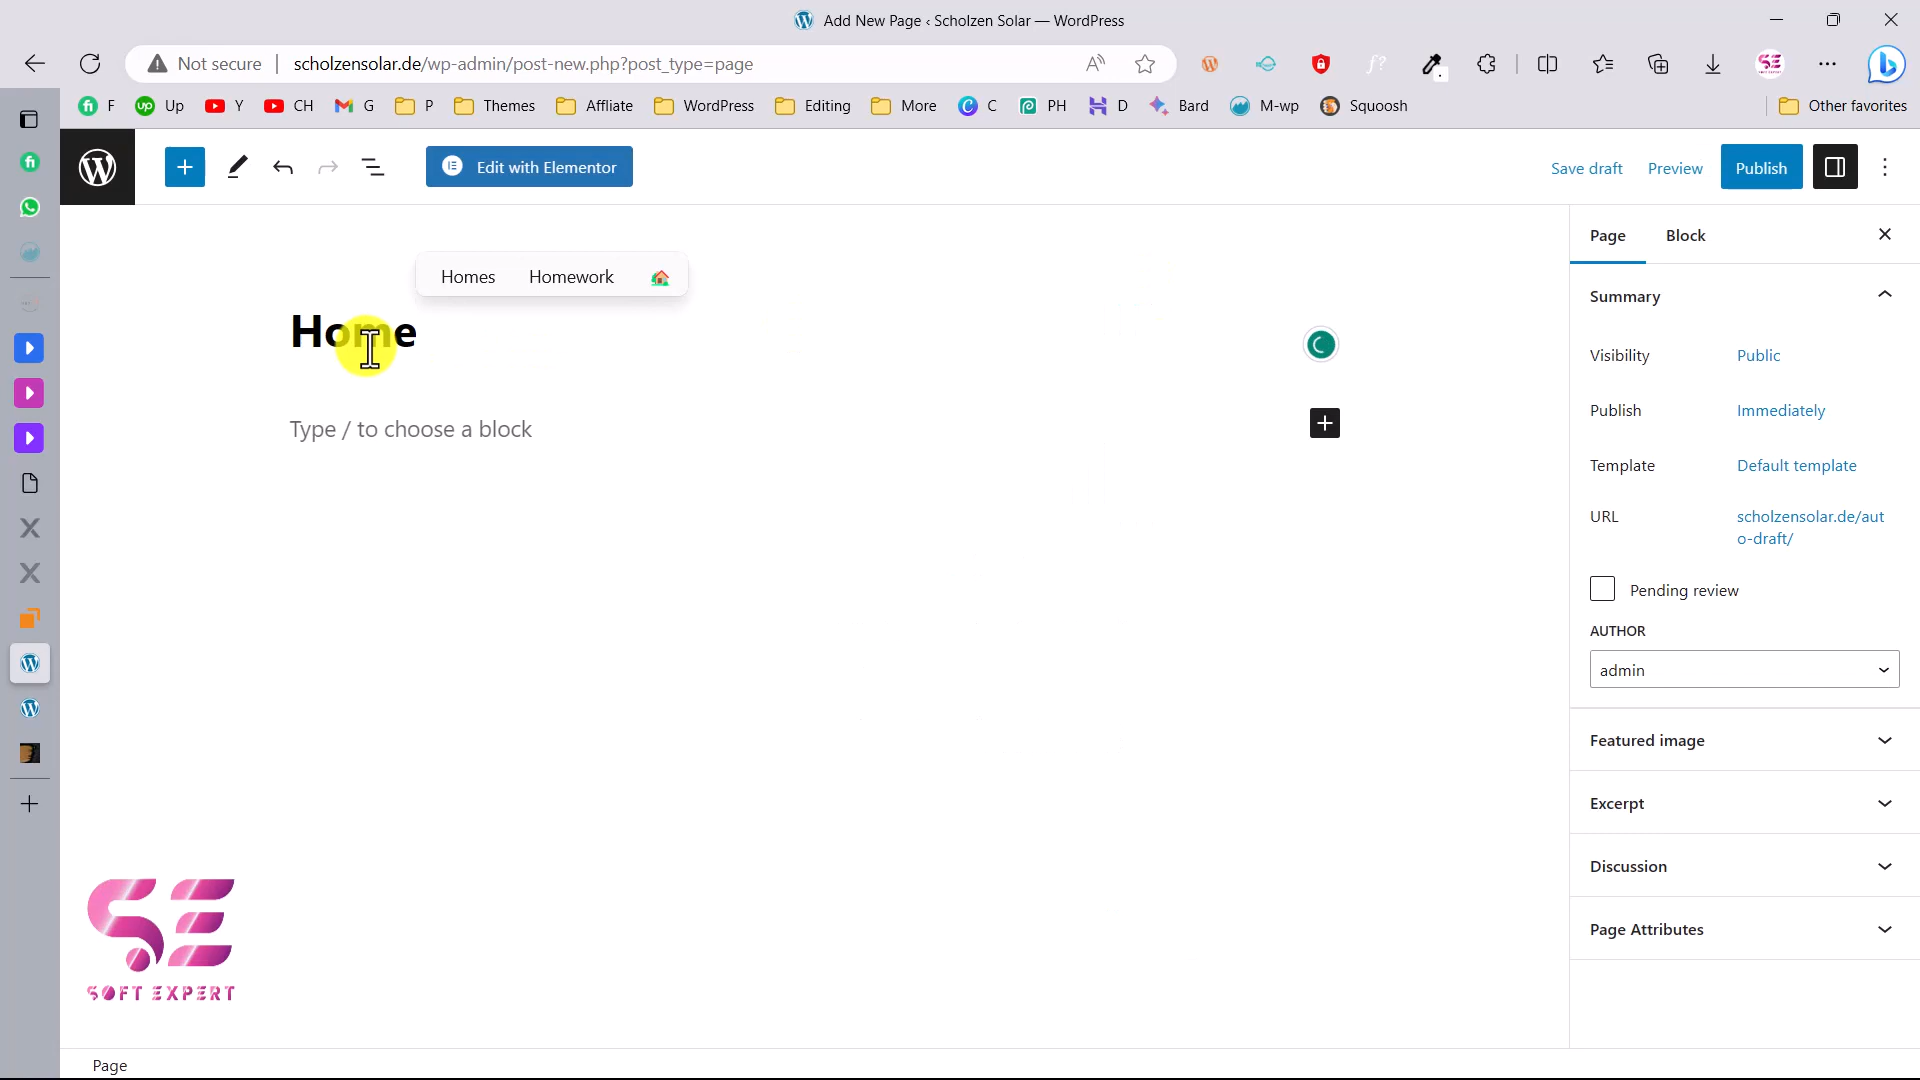 Add New Page ‹ Scholzen Solar — WordPress
Not secure scholzensolar.de/wp-admin/post-new.php?post_type=page
F Up Y CH G P Themes Affliate WordPress Editing More C PH D Bard M-wp Squoosh Other favorites
Edit with Elementor Save draft Preview Publish
Page Block
Homes Homework
Summary
Home
Visibility Public
Type / to choose a block
Publish Immediately
Template Default template
URL scholzensolar.de/aut
o-draft/
Pending review
AUTHOR
admin
Featured image
Excerpt
Discussion
Page Attributes
SE
SOFT EXPERT
Page